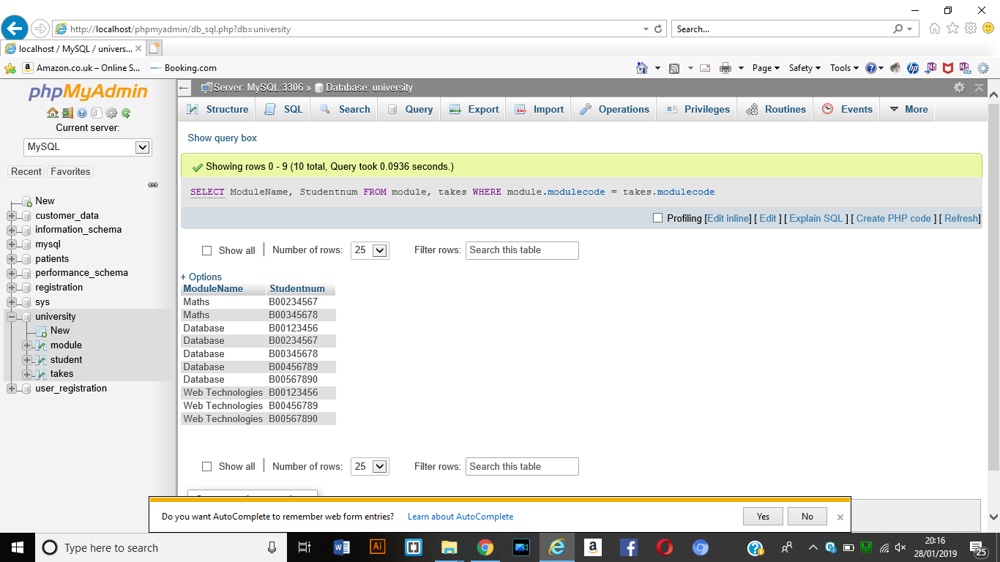 http://localhost/phpmyadmin/db_sql.php?db=university
Search...
localhost / MySQL / univers...
Amazon.co.uk – Online S...
Booking.com
Page
Safety
Tools
phpMyAdmin
Current server:
MySQL
Recent
Favorites
New
customer_data
information_schema
mysql
patients
performance_schema
registration
sys
university
New
module
student
takes
user_registration
Server: MySQL:3306 » Database: university
Structure
SQL
Search
Query
Export
Import
Operations
Privileges
Routines
Events
More
Show query box
Showing rows 0 - 9 (10 total, Query took 0.0936 seconds.)
SELECT ModuleName, Studentnum FROM module, takes WHERE module.modulecode = takes.modulecode
Profiling [Edit inline] [ Edit ] [ Explain SQL ] [ Create PHP code ] [ Refresh]
Show all | Number of rows: 25 Filter rows: Search this table
+ Options
ModuleName Studentnum
Maths B00234567
Maths B00345678
Database B00123456
Database B00234567
Database B00345678
Database B00456789
Database B00567890
Web Technologies B00123456
Web Technologies B00456789
Web Technologies B00567890
Show all | Number of rows: 25 Filter rows: Search this table
Do you want AutoComplete to remember web form entries? Learn about AutoComplete Yes No
Type here to search
20:16
28/01/2019
25